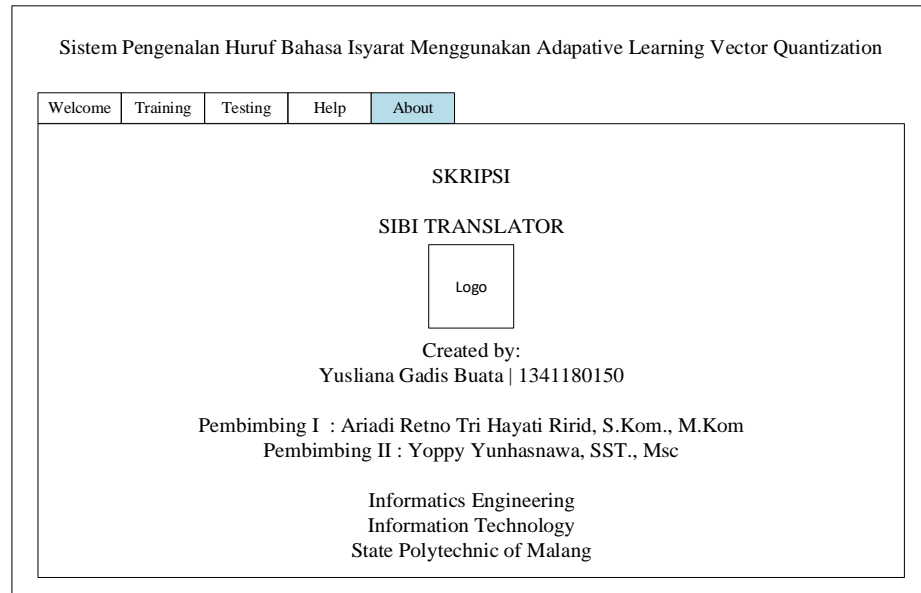 Sistem Pengenalan Huruf Bahasa Isyarat Menggunakan Adapative Learning Vector Quantization
Welcome Training Testing Help About
SKRIPSI
SIBI TRANSLATOR
Logo
Created by:
Yusliana Gadis Buata | 1341180150
Pembimbing I : Ariadi Retno Tri Hayati Ririd, S.Kom., M.Kom
Pembimbing II : Yoppy Yunhasnawa, SST., Msc
Informatics Engineering
Information Technology
State Polytechnic of Malang